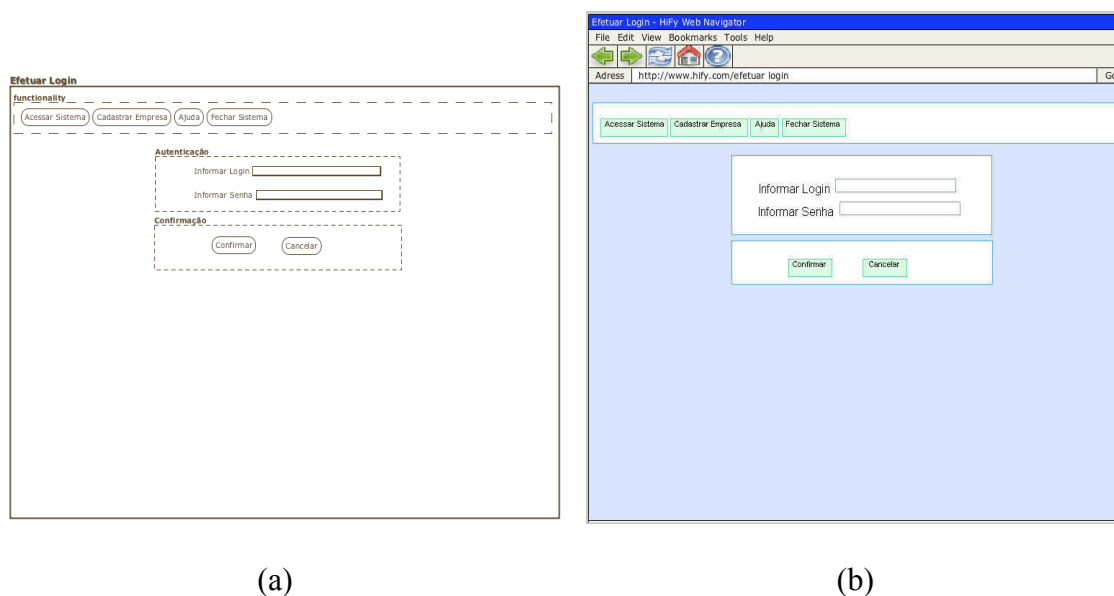 Efetuar Login
functionality
Acessar Sistema Cadastrar Empresa Ajuda Fechar Sistema
Autenticação
Informar Login
Informar Senha
Confirmação
Confirmar Cancelar
(a)
Efetuar Login - HiFy Web Navigator
File Edit View Bookmarks Tools Help
Adress http://www.hify.com/efetuar login Go
Acessar Sistema Cadastrar Empresa Ajuda Fechar Sistema
Informar Login
Informar Senha
Confirmar Cancelar
(b)